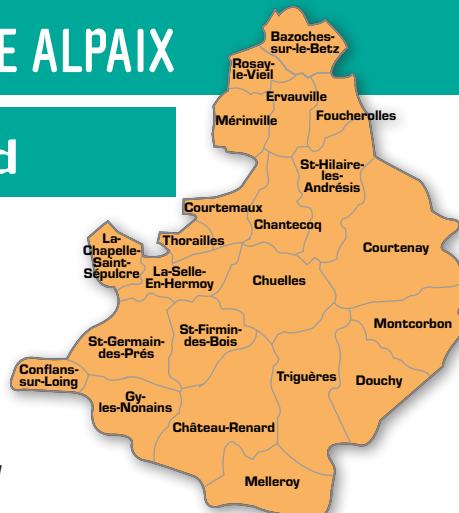 E ALPAIX
d
Bazoches-
sur-le-Betz
Rosay-
le-Vieil
Ervauville
Mérinville
Foucherolles
St-Hilaire-
les-
Andrésis
Courtemaux
Chantecoq
Thorailles
Courtenay
La-
Chapelle-
Saint-
Sépulcre
La-Selle-
En-Hermoy
Chuelles
Montcorbon
St-Firmin-
des-Bois
St-Germain-
des-Prés
Conflans-
sur-Loing
Triguères
Douchy
Gy-
les-Nonains
Château-Renard
Melleroy